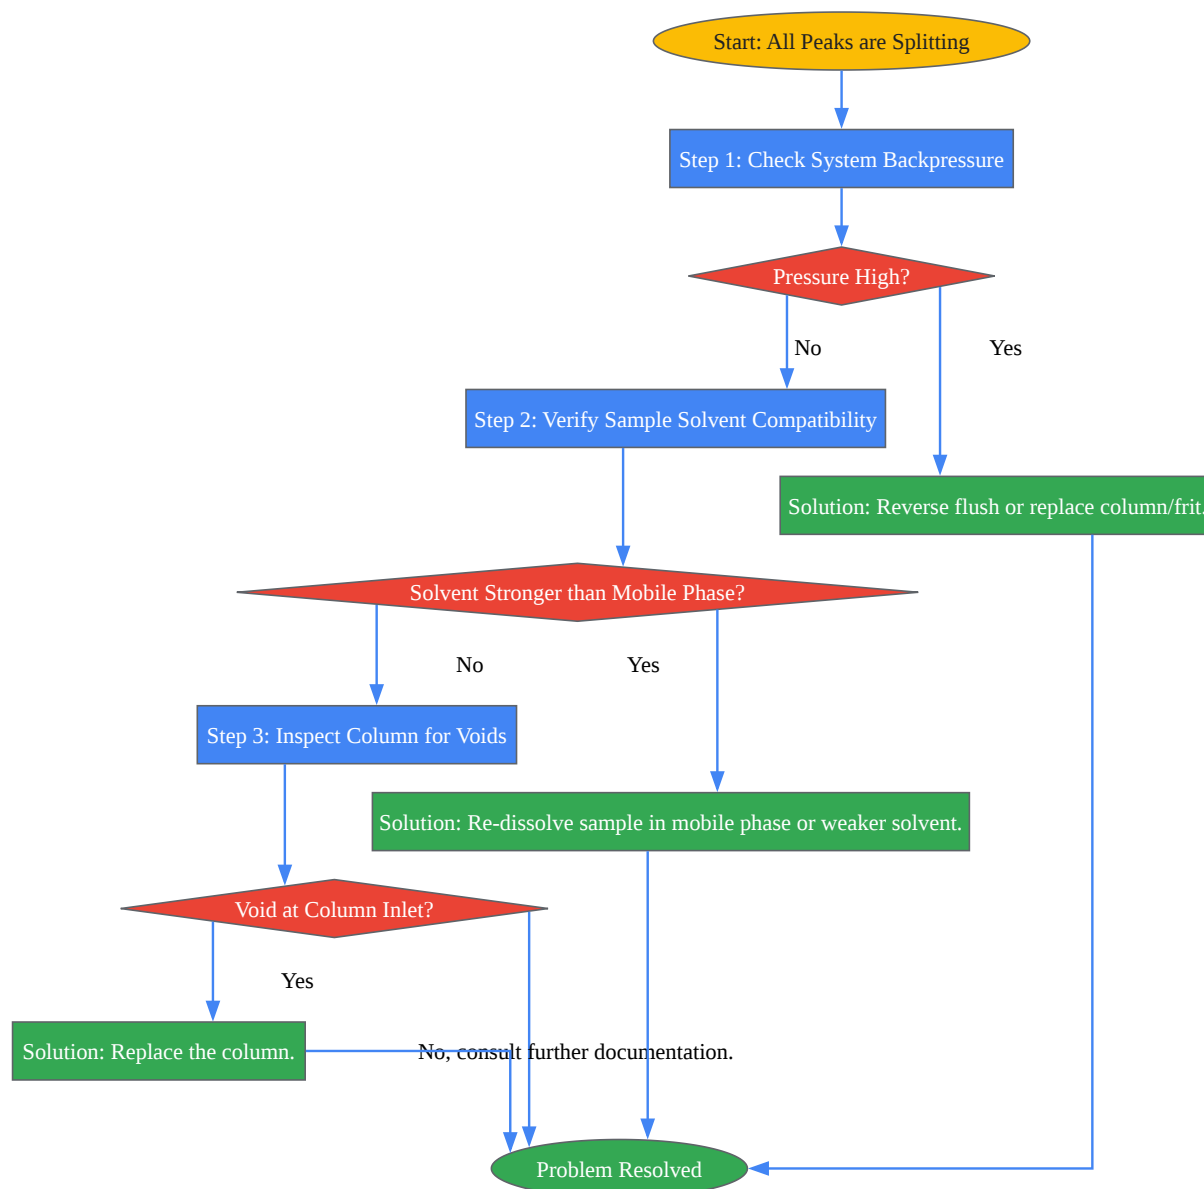 Start: All Peaks are Splitting
Step 1: Check System Backpressure
Pressure High?
No
Yes
Step 2: Verify Sample Solvent Compatibility
Solution: Reverse flush or replace column/frit.
Solvent Stronger than Mobile Phase?
No
Yes
Step 3: Inspect Column for Voids
Solution: Re-dissolve sample in mobile phase or weaker solvent.
Void at Column Inlet?
Yes
Solution: Replace the column.
No, consult further documentation.
Problem Resolved